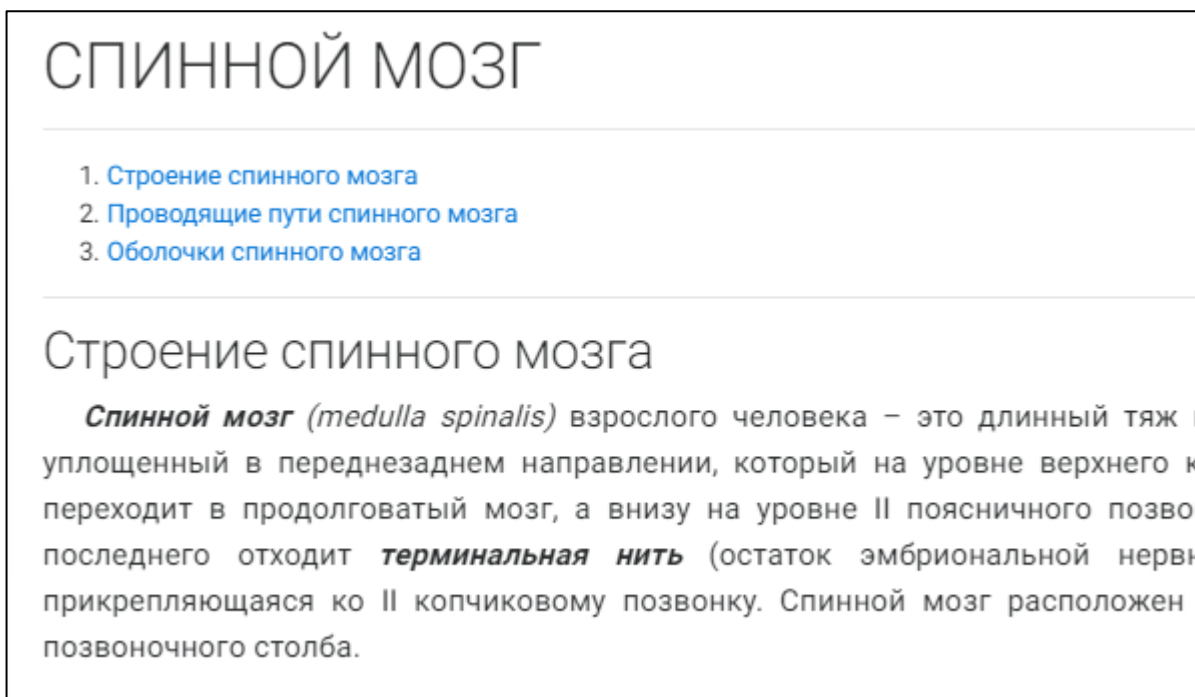 СПИННОЙ МОЗГ
1. Строение спинного мозга
2. Проводящие пути спинного мозга
3. Оболочки спинного мозга
Строение спинного мозга
Спинной мозг (medulla spinalis) взрослого человека – это длинный тяж
уплощенный в переднезаднем направлении, который на уровне верхнего
переходит в продолговатый мозг, а внизу на уровне II поясничного
последнего отходит терминальная нить (остаток эмбриональной
прикрепляющаяся ко II копчиковому позвонку. Спинной мозг расположен
позвоночного столба.